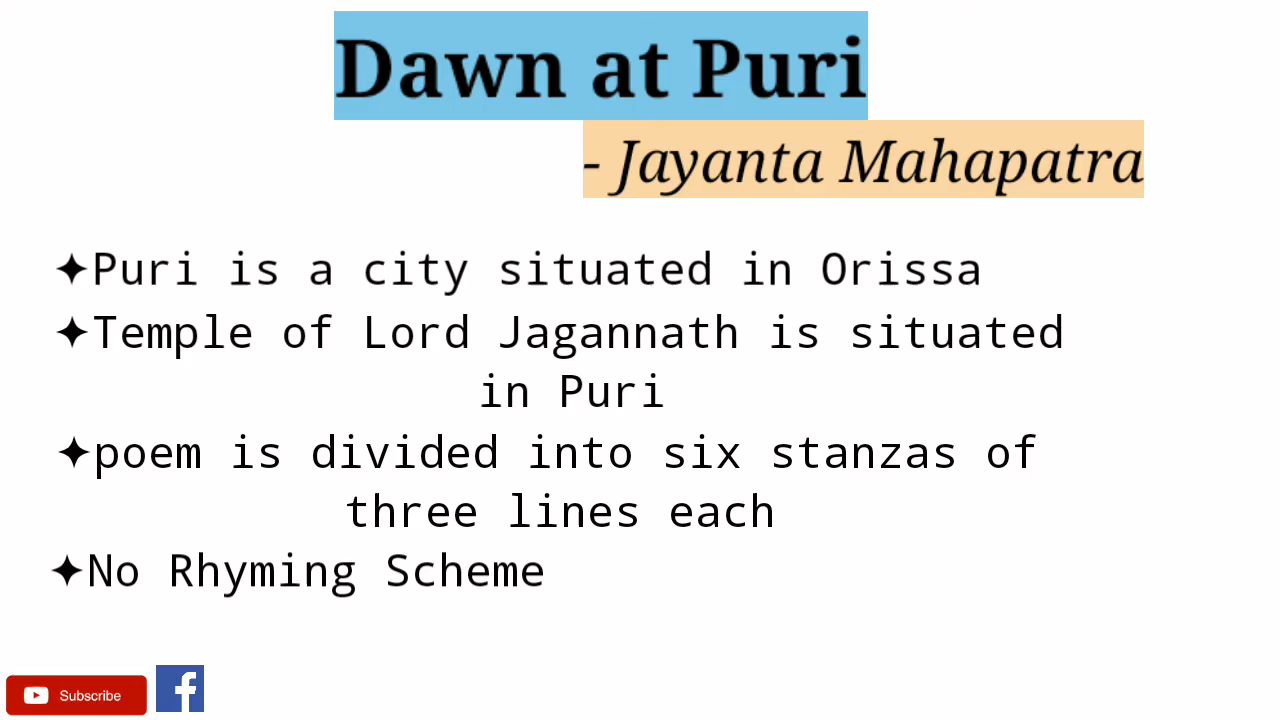 Dawn at Puri
- Jayanta Mahapatra
✦Puri is a city situated in Orissa
✦Temple of Lord Jagannath is situated
in Puri
✦poem is divided into six stanzas of
three lines each
✦No Rhyming Scheme
Subscribe
f